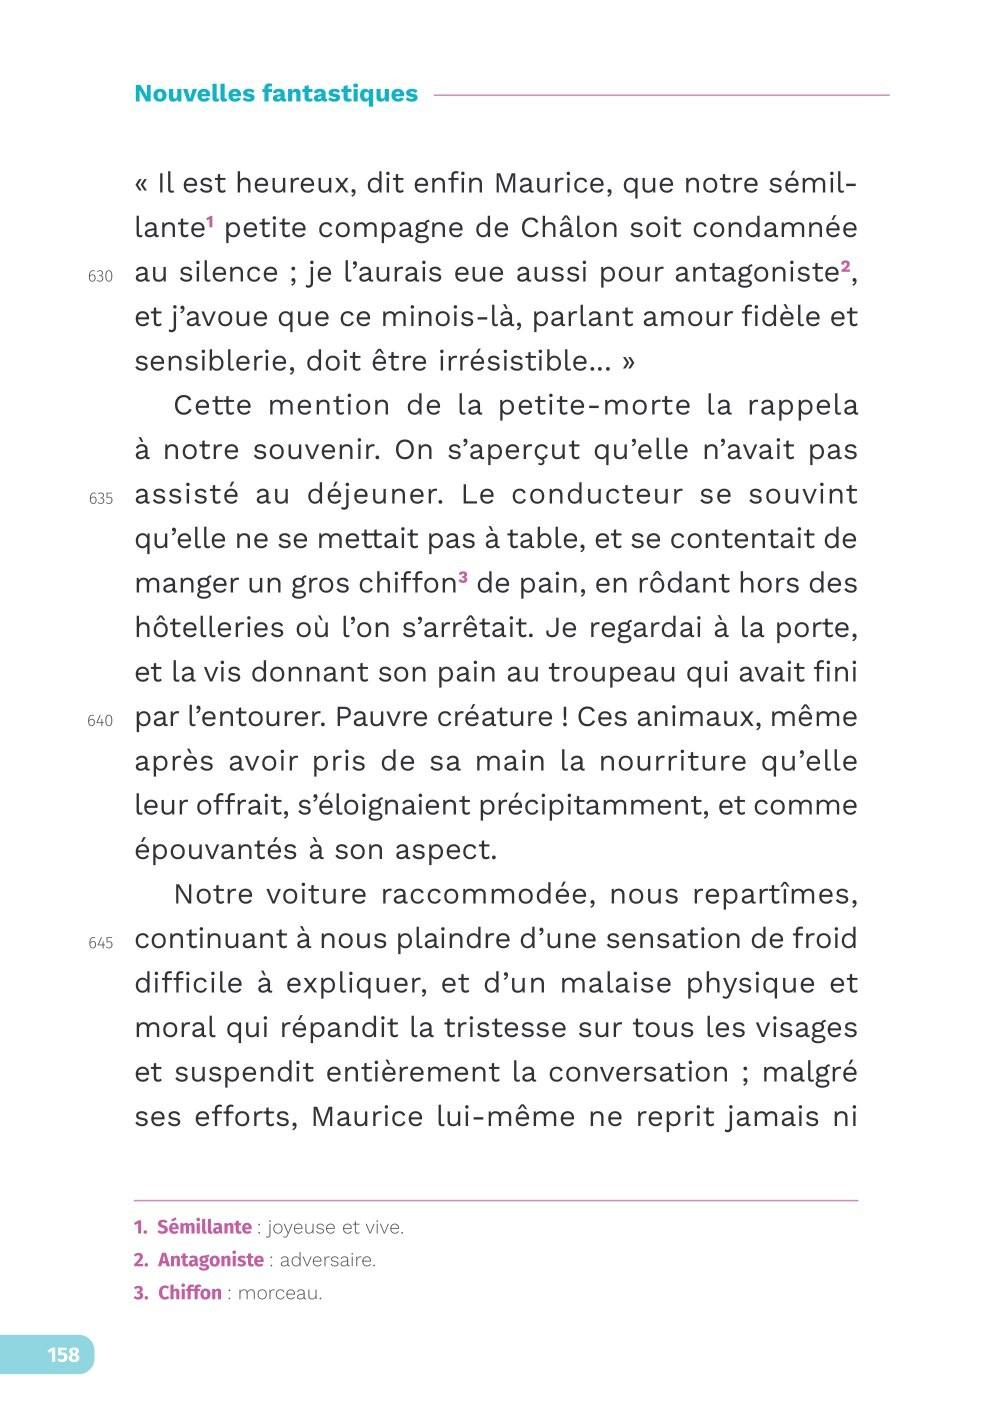 Nouvelles fantastiques
« Il est heureux, dit enfin Maurice, que notre sémil-
lante¹ petite compagne de Châlon soit condamnée
630 au silence ; je l’aurais eue aussi pour antagoniste²,
et j’avoue que ce minois-là, parlant amour fidèle et
sensiblerie, doit être irrésistible... »
Cette mention de la petite-morte la rappela
à notre souvenir. On s’aperçut qu’elle n’avait pas
635 assisté au déjeuner. Le conducteur se souvint
qu’elle ne se mettait pas à table, et se contentait de
manger un gros chiffon³ de pain, en rôdant hors des
hôtelleries où l’on s’arrêtait. Je regardai à la porte,
et la vis donnant son pain au troupeau qui avait fini
640 par l’entourer. Pauvre créature ! Ces animaux, même
après avoir pris de sa main la nourriture qu’elle
leur offrait, s’éloignaient précipitamment, et comme
épouvantés à son aspect.
Notre voiture raccommodée, nous repartîmes,
645 continuant à nous plaindre d’une sensation de froid
difficile à expliquer, et d’un malaise physique et
moral qui répandit la tristesse sur tous les visages
et suspendit entièrement la conversation ; malgré
ses efforts, Maurice lui-même ne reprit jamais ni
1. Sémillante : joyeuse et vive.
2. Antagoniste : adversaire.
3. Chiffon : morceau.
158